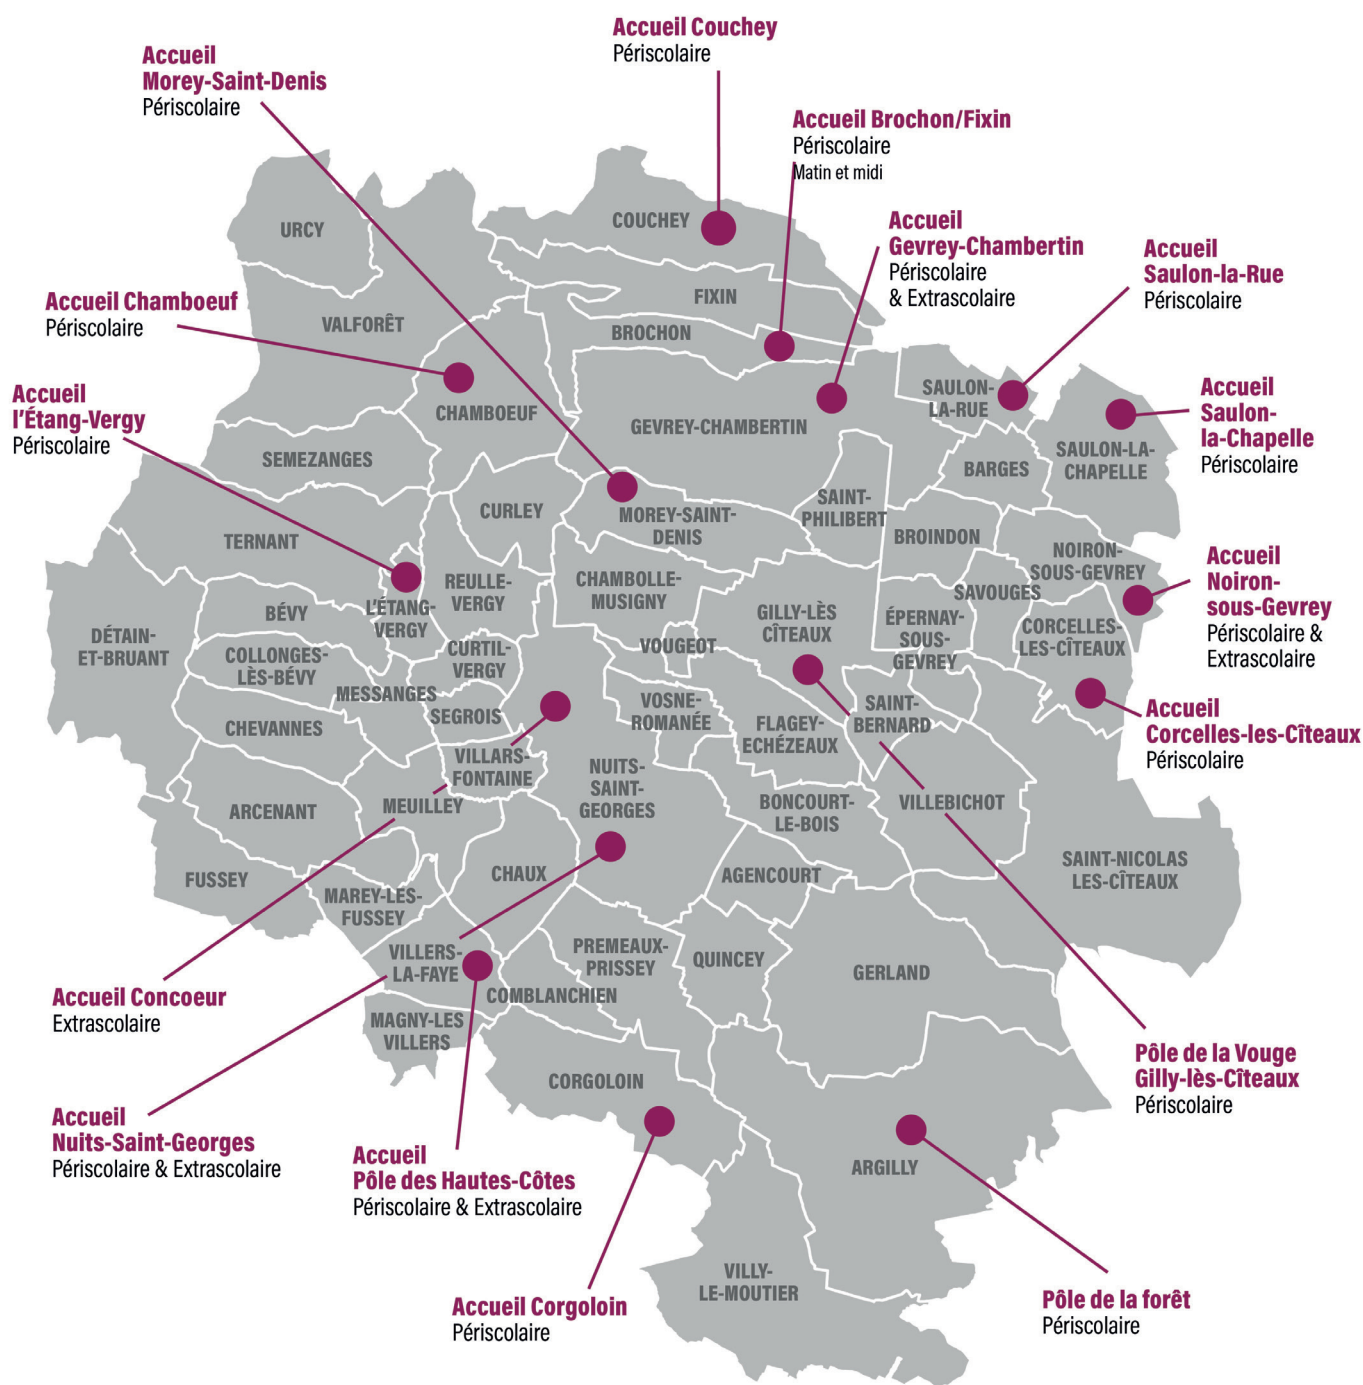 Accueil Couchey
Périscolaire
Accueil
Morey-Saint-Denis
Périscolaire
Accueil Brochon/Fixin
Périscolaire
Matin et midi
Accueil
Gevrey-Chambertin
Périscolaire
& Extrascolaire
Accueil
Saulon-la-Rue
Périscolaire
Accueil Chamboeuf
Périscolaire
Accueil
l'Étang-Vergy
Périscolaire
Accueil
Saulon-
la-Chapelle
Périscolaire
Accueil
Noiron-
sous-Gevrey
Périscolaire &
Extrascolaire
Accueil
Corcelles-les-Cîteaux
Périscolaire
URCY
COUCHEY
VALFORÊT
FIXIN
BROCHON
CHAMBOEUF
GEVREY-CHAMBERTIN
SAULON-
LA-RUE
SAULON-LA-
CHAPELLE
BARGES
SEMEZANGES
CURLEY
MOREY-SAINT-
DENIS
SAINT-
PHILIBERT
BROINDON
NOIRON-
SOUS-GEVREY
TERNANT
REULLE-
VERGY
CHAMBOLLE-
MUSIGNY
SAVOUGES
BÉVY
L'ÉTANG-
VERGY
GILLY-LÈS
CÎTEAUX
ÉPERNAY-
SOUS-
GEVREY
CORCELLES-
LES-CÎTEAUX
DÉTAIN-
ET-BRUANT
COLLONGES-
LÈS-BÉVY
CURTIL-
VERGY
VOUGEOT
MESSANGES
SEGROIS
VOSNE-
ROMANÉE
FLAGEY-
ECHÉZEAUX
SAINT-
BERNARD
CHEVANNES
VILLARS-
FONTAINE
NUITS-
SAINT-
GEORGES
ARCENANT
MEUILLEY
BONCOURT-
LE-BOIS
VILLEBICHOT
SAINT-NICOLAS
LES-CÎTEAUX
FUSSEY
CHAUX
AGENCOURT
MAREY-LES-
FUSSEY
VILLERS-
LA-FAYE
PREMEAUX-
PRISSEY
QUINCEY
GERLAND
COMBLANCHIEN
MAGNY-LES
VILLERS
CORGOLOIN
ARGILLY
VILLY-
LE-MOUTIER
Accueil Concoeur
Extrascolaire
Accueil
Nuits-Saint-Georges
Périscolaire & Extrascolaire
Accueil
Pôle des Hautes-Côtes
Périscolaire & Extrascolaire
Accueil Corgoloin
Périscolaire
Pôle de la Vouge
Gilly-lès-Cîteaux
Périscolaire
Pôle de la forêt
Périscolaire